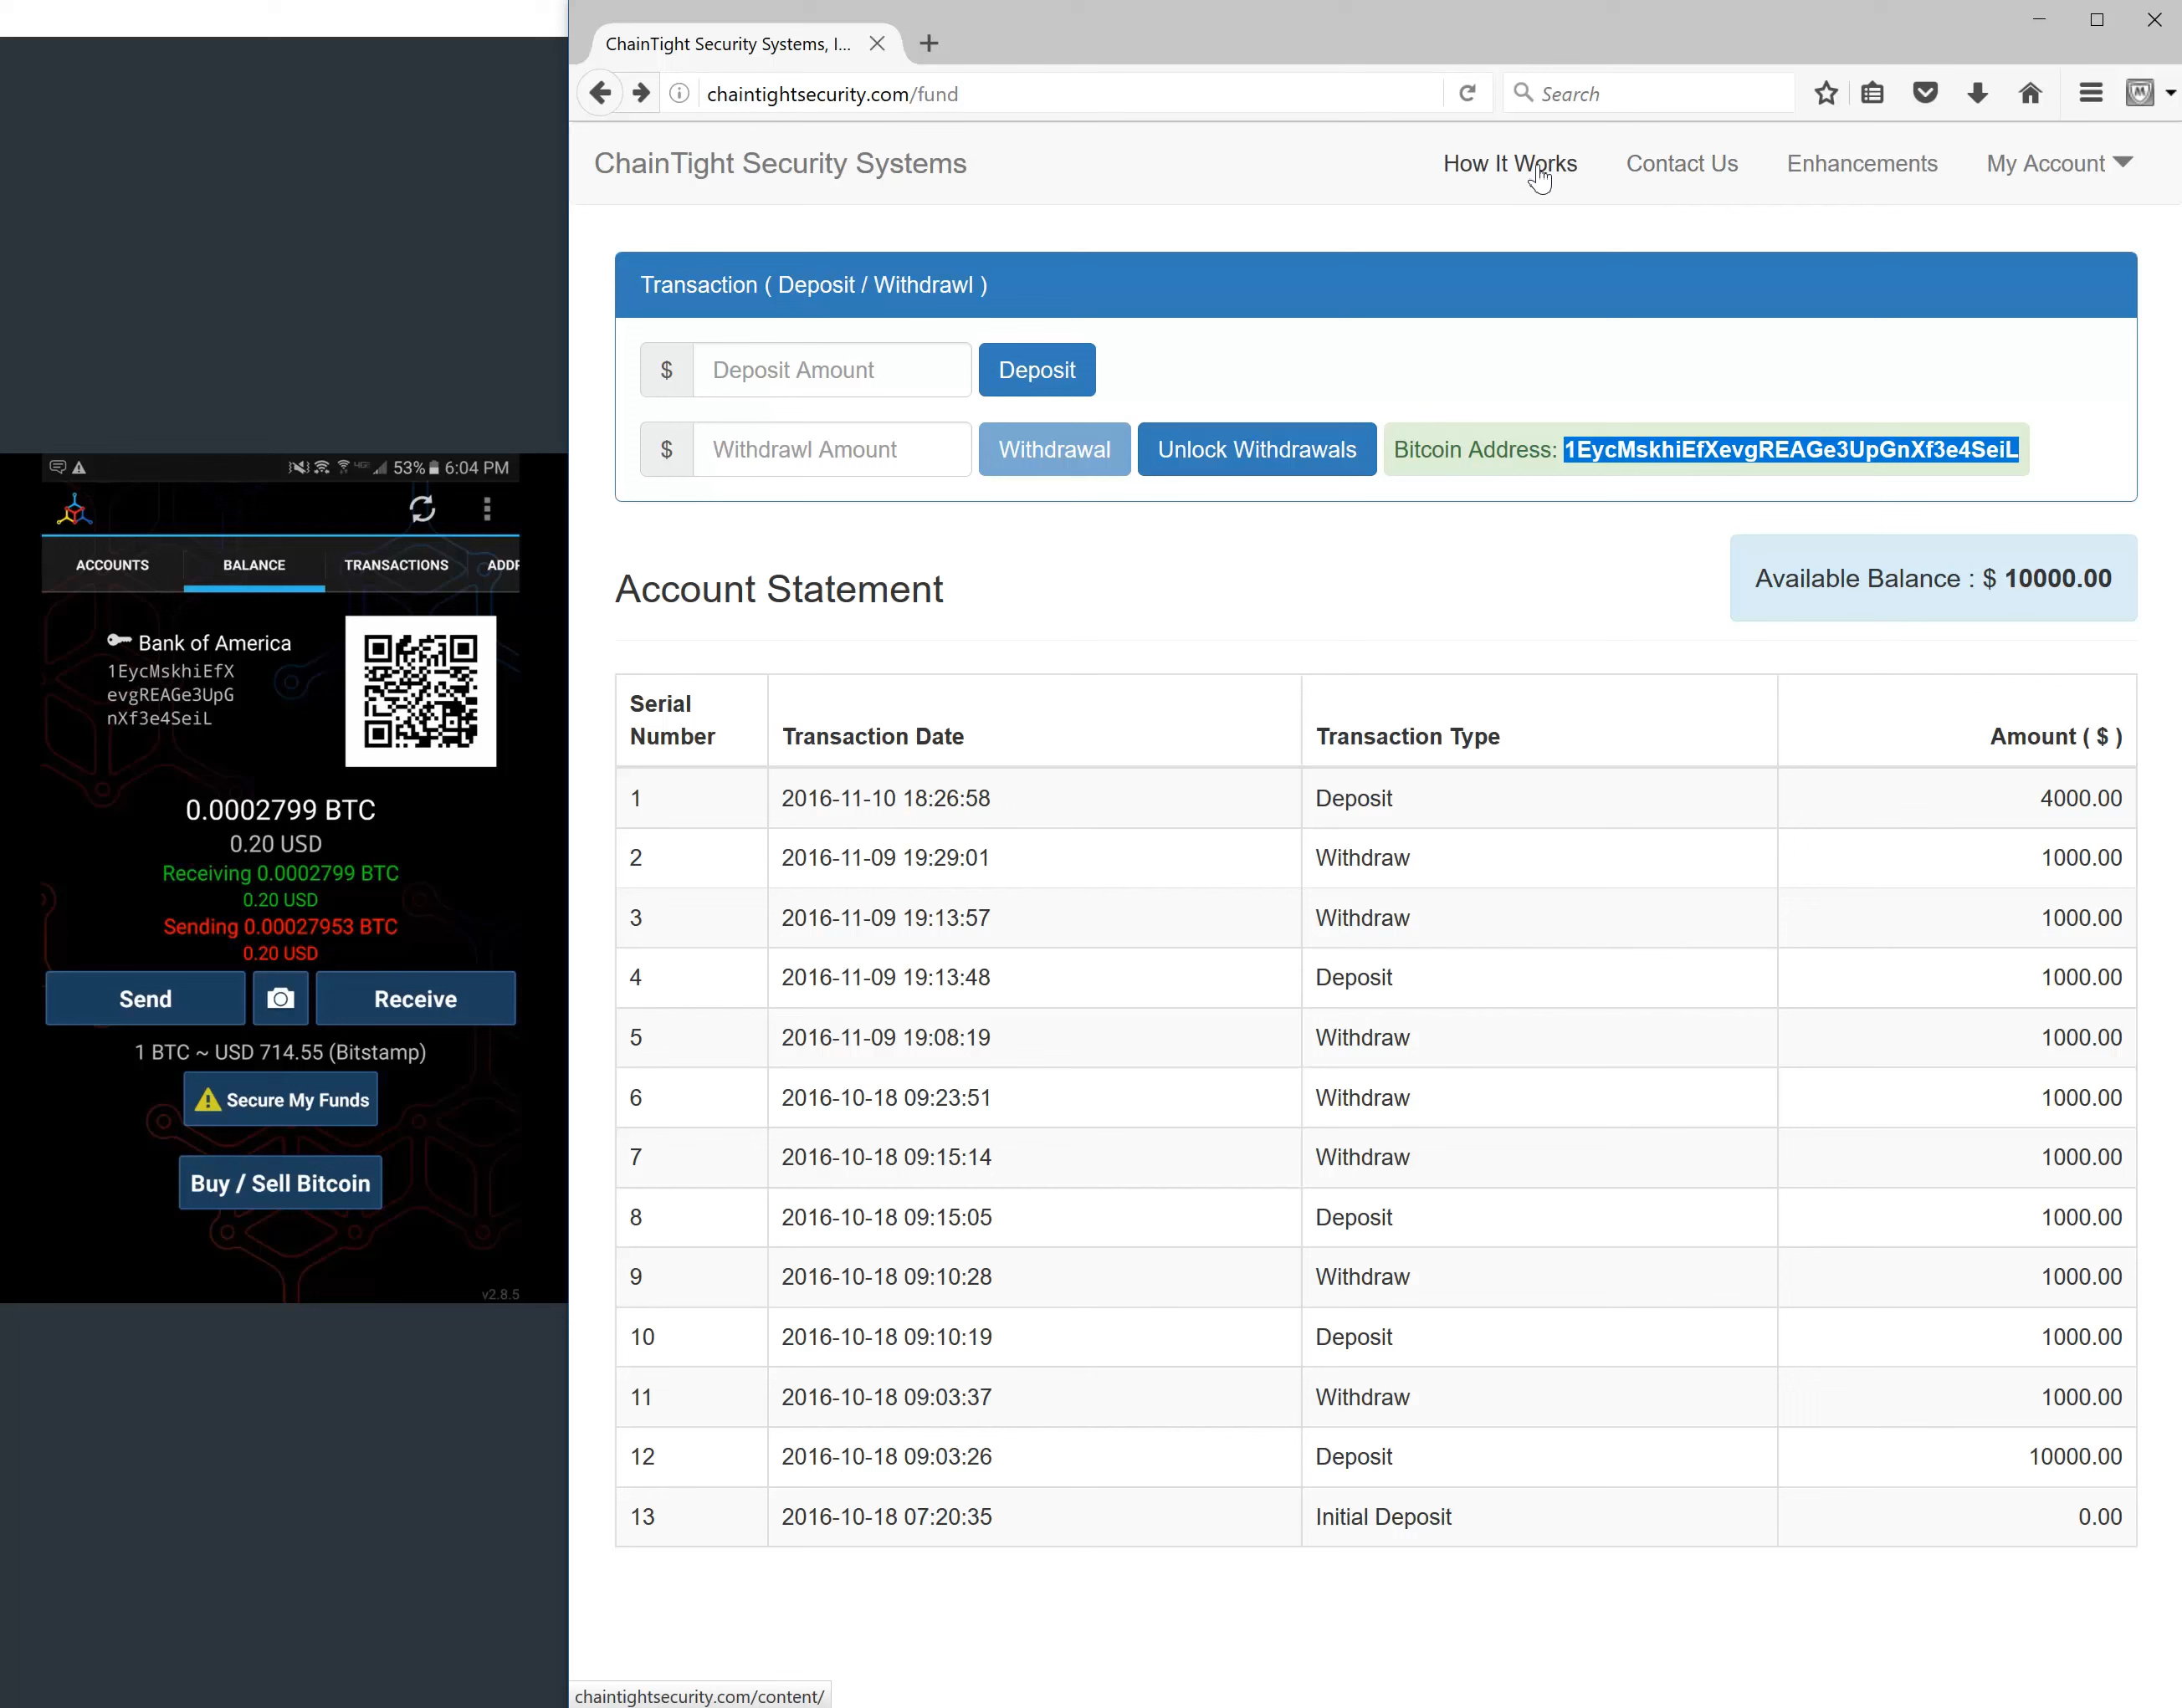 ChainTight Security Systems, I...
chaintightsecurity.com/fund
Search
ChainTight Security Systems
How It Works
Contact Us
Enhancements
My Account
Transaction ( Deposit / Withdrawl )
$ Deposit Amount Deposit
$ Withdrawl Amount Withdrawal Unlock Withdrawals Bitcoin Address: 1EycMskhiEfXevgREAGe3UpGnXf3e4SeiL
Account Statement
Available Balance : $ 10000.00
Serial Number Transaction Date Transaction Type Amount ( $ )
1 2016-11-10 18:26:58 Deposit 4000.00
2 2016-11-09 19:29:01 Withdraw 1000.00
3 2016-11-09 19:13:57 Withdraw 1000.00
4 2016-11-09 19:13:48 Deposit 1000.00
5 2016-11-09 19:08:19 Withdraw 1000.00
6 2016-10-18 09:23:51 Withdraw 1000.00
7 2016-10-18 09:15:14 Withdraw 1000.00
8 2016-10-18 09:15:05 Deposit 1000.00
9 2016-10-18 09:10:28 Withdraw 1000.00
10 2016-10-18 09:10:19 Deposit 1000.00
11 2016-10-18 09:03:37 Withdraw 1000.00
12 2016-10-18 09:03:26 Deposit 10000.00
13 2016-10-18 07:20:35 Initial Deposit 0.00
chaintightsecurity.com/content/
53% 6:04 PM
ACCOUNTS BALANCE TRANSACTIONS ADDR
Bank of America
1EycMskhiEfX
evgREAGe3UpG
nXf3e4SeiL
0.0002799 BTC
0.20 USD
Receiving 0.0002799 BTC
0.20 USD
Sending 0.00027953 BTC
0.20 USD
Send
Receive
1 BTC ~ USD 714.55 (Bitstamp)
Secure My Funds
Buy / Sell Bitcoin
v2.8.5